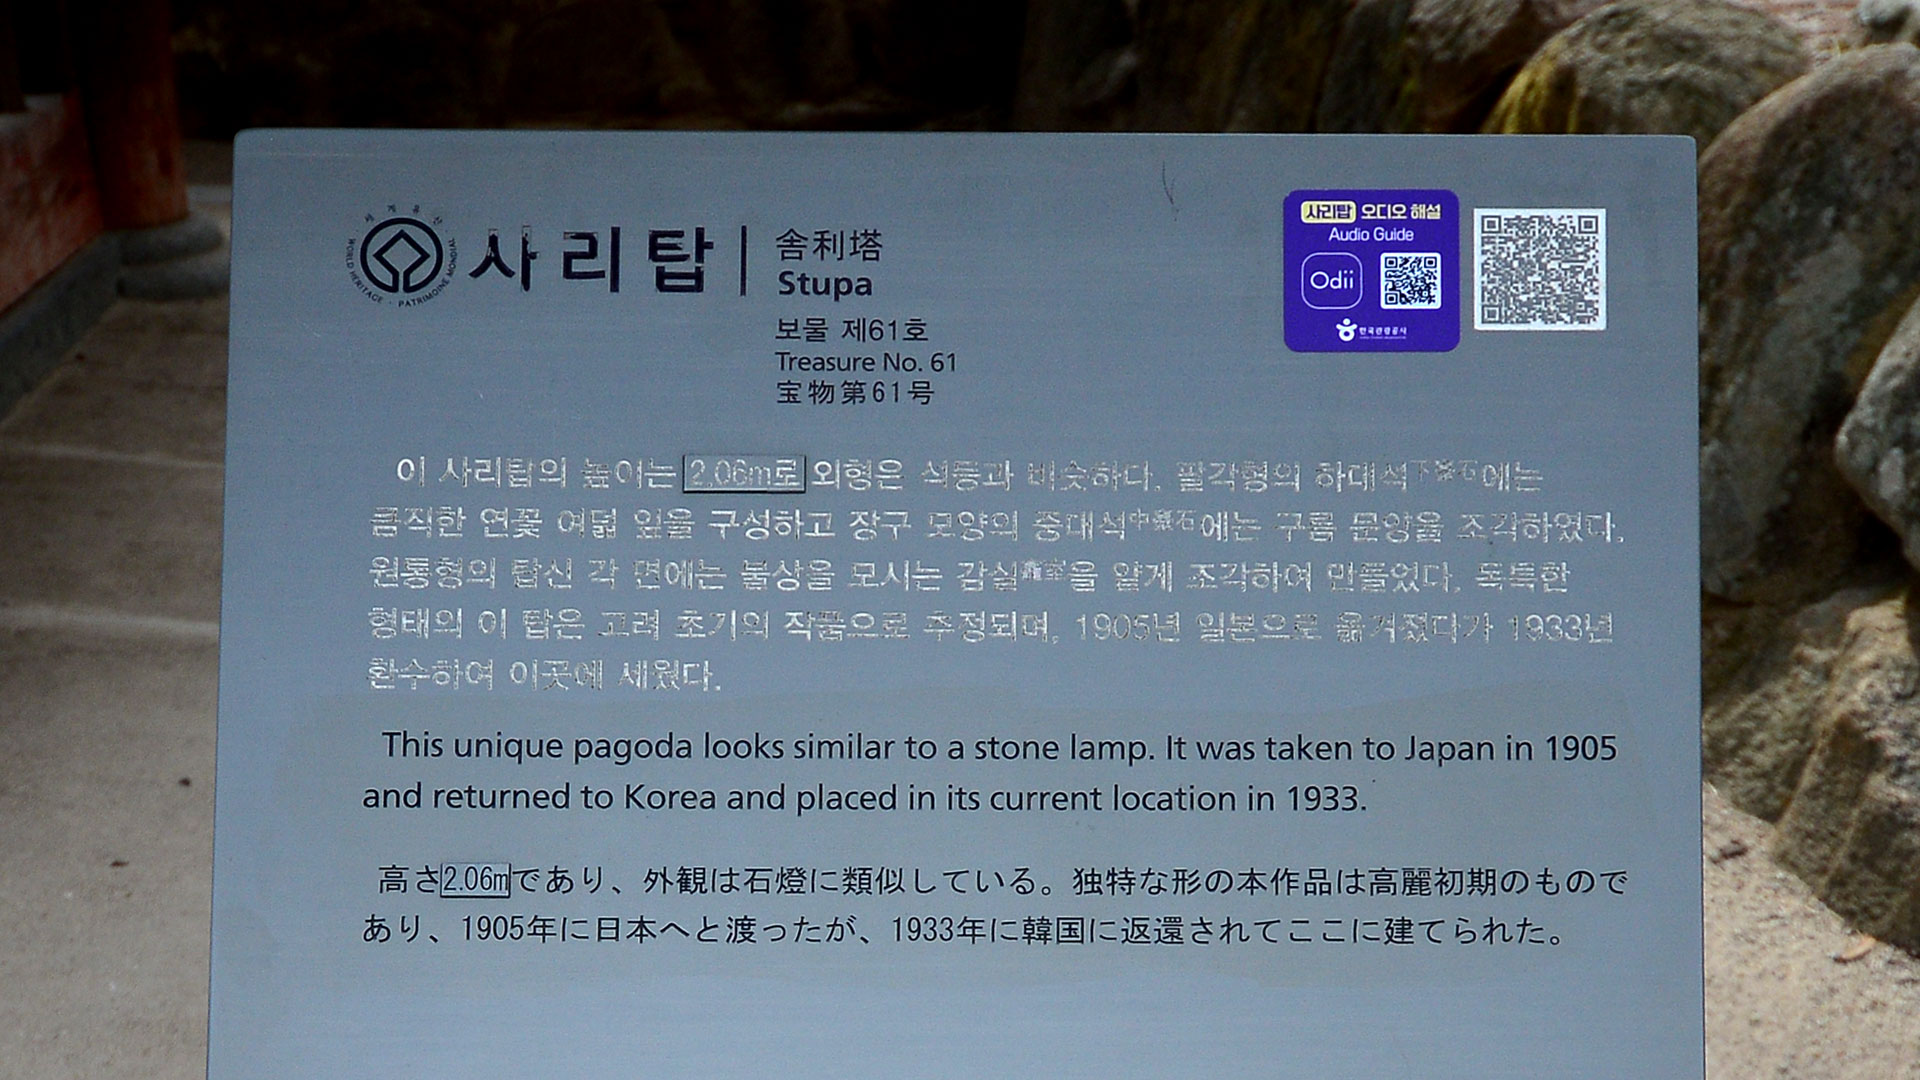 세계유산
WORLD HERITAGE · PATRIMOINE MONDIAL
사리탑
舎利塔
Stupa
보물 제61호
Treasure No. 61
宝物第61号
사리탑 오디오 해설
Audio Guide
Odii
한국관광공사
이 사리탑의 높이는 2.06m로 외형은 석등과 비슷하다. 팔각형의 하대석下臺石에는
큼직한 연꽃 여덟 잎을 구성하고 장구 모양의 중대석中臺石에는 구름 문양을 조각하였다.
원통형의 탑신 각 면에는 불상을 모시는 감실龕室을 얕게 조각하여 만들었다. 독특한
형태의 이 탑은 고려 초기의 작품으로 추정되며, 1905년 일본으로 옮겨졌다가 1933년
환수하여 이곳에 세웠다.
This unique pagoda looks similar to a stone lamp. It was taken to Japan in 1905
and returned to Korea and placed in its current location in 1933.
高さ2.06mであり、外観は石燈に類似している。独特な形の本作品は高麗初期のもので
あり、1905年に日本へと渡ったが、1933年に韓国に返還されてここに建てられた。